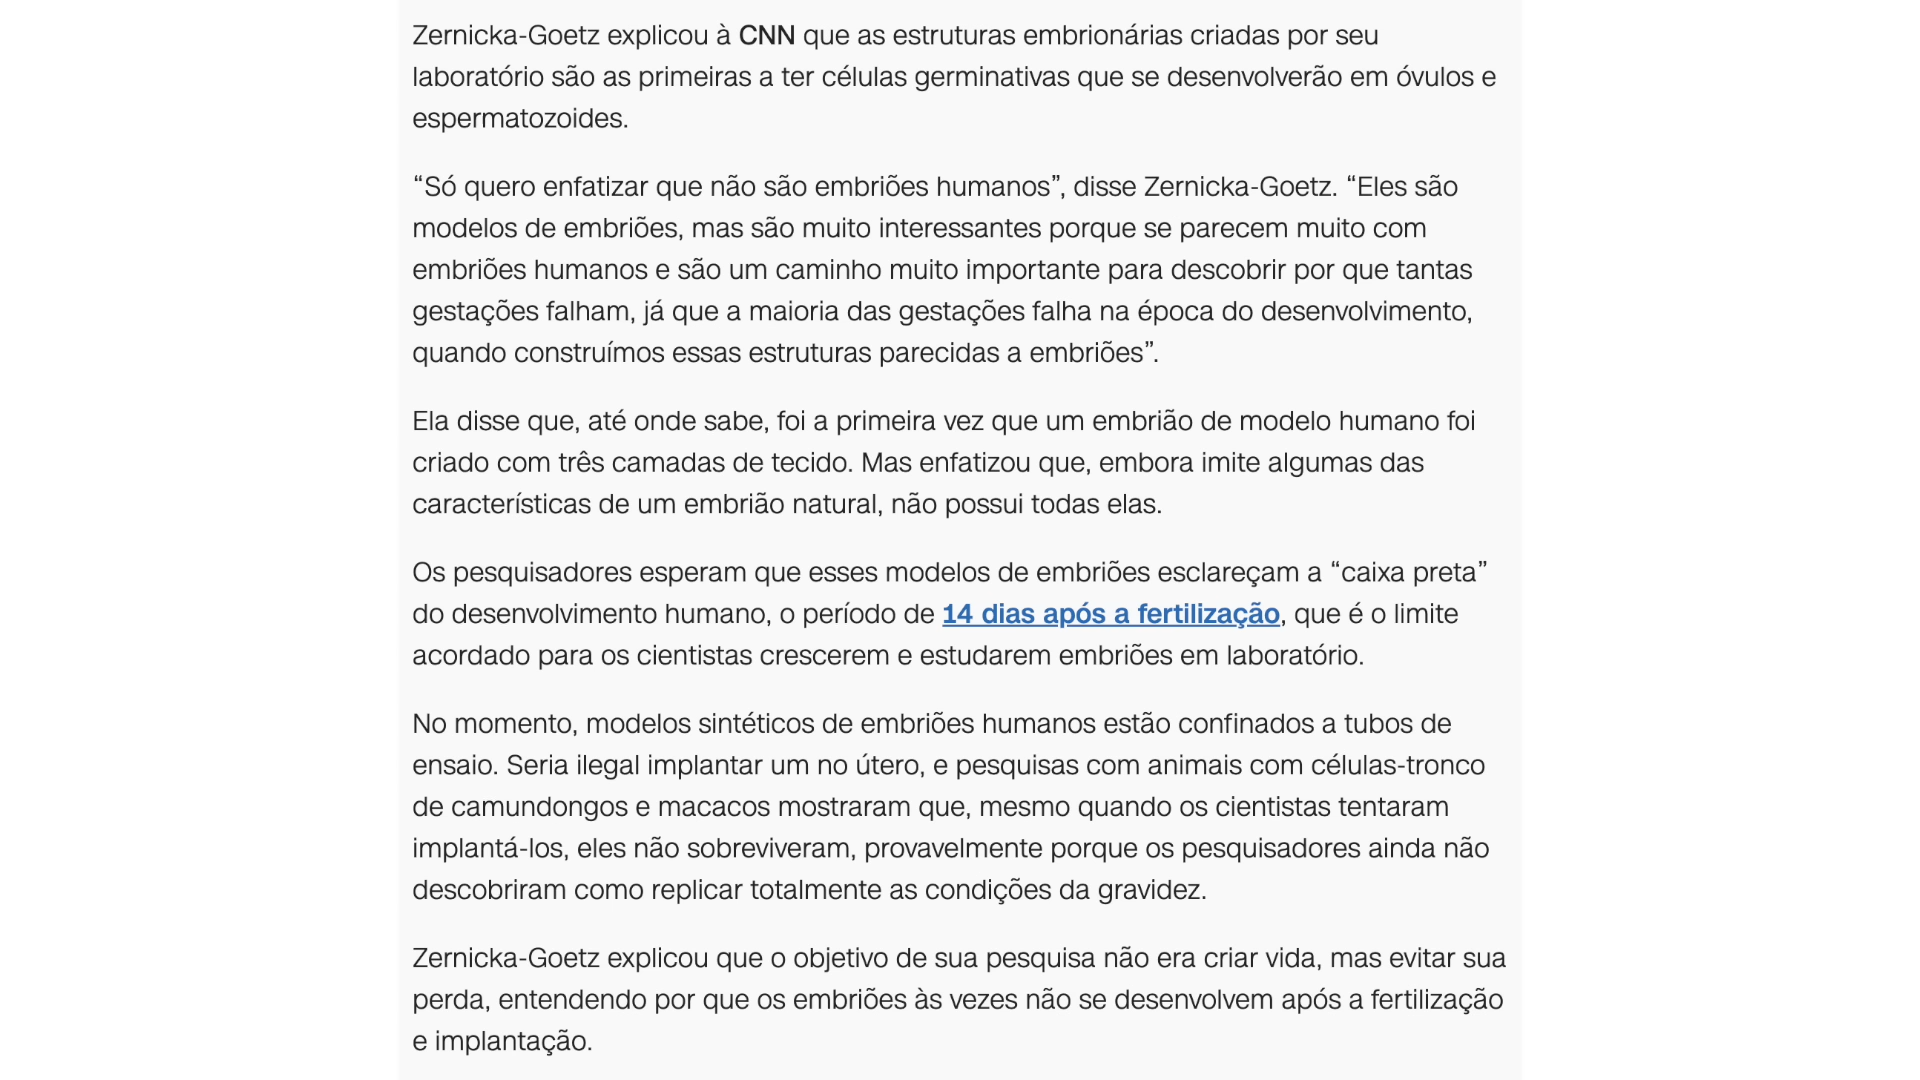 Zernicka-Goetz explicou à CNN que as estruturas embrionárias criadas por seu
laboratório são as primeiras a ter células germinativas que se desenvolverão em óvulos e
espermatozoides.
“Só quero enfatizar que não são embriões humanos”, disse Zernicka-Goetz. “Eles são
modelos de embriões, mas são muito interessantes porque se parecem muito com
embriões humanos e são um caminho muito importante para descobrir por que tantas
gestações falham, já que a maioria das gestações falha na época do desenvolvimento,
quando construímos essas estruturas parecidas a embriões”.
Ela disse que, até onde sabe, foi a primeira vez que um embrião de modelo humano foi
criado com três camadas de tecido. Mas enfatizou que, embora imite algumas das
características de um embrião natural, não possui todas elas.
Os pesquisadores esperam que esses modelos de embriões esclareçam a “caixa preta”
do desenvolvimento humano, o período de 14 dias após a fertilização, que é o limite
acordado para os cientistas crescerem e estudarem embriões em laboratório.
No momento, modelos sintéticos de embriões humanos estão confinados a tubos de
ensaio. Seria ilegal implantar um no útero, e pesquisas com animais com células-tronco
de camundongos e macacos mostraram que, mesmo quando os cientistas tentaram
implantá-los, eles não sobreviveram, provavelmente porque os pesquisadores ainda não
descobriram como replicar totalmente as condições da gravidez.
Zernicka-Goetz explicou que o objetivo de sua pesquisa não era criar vida, mas evitar sua
perda, entendendo por que os embriões às vezes não se desenvolvem após a fertilização
e implantação.